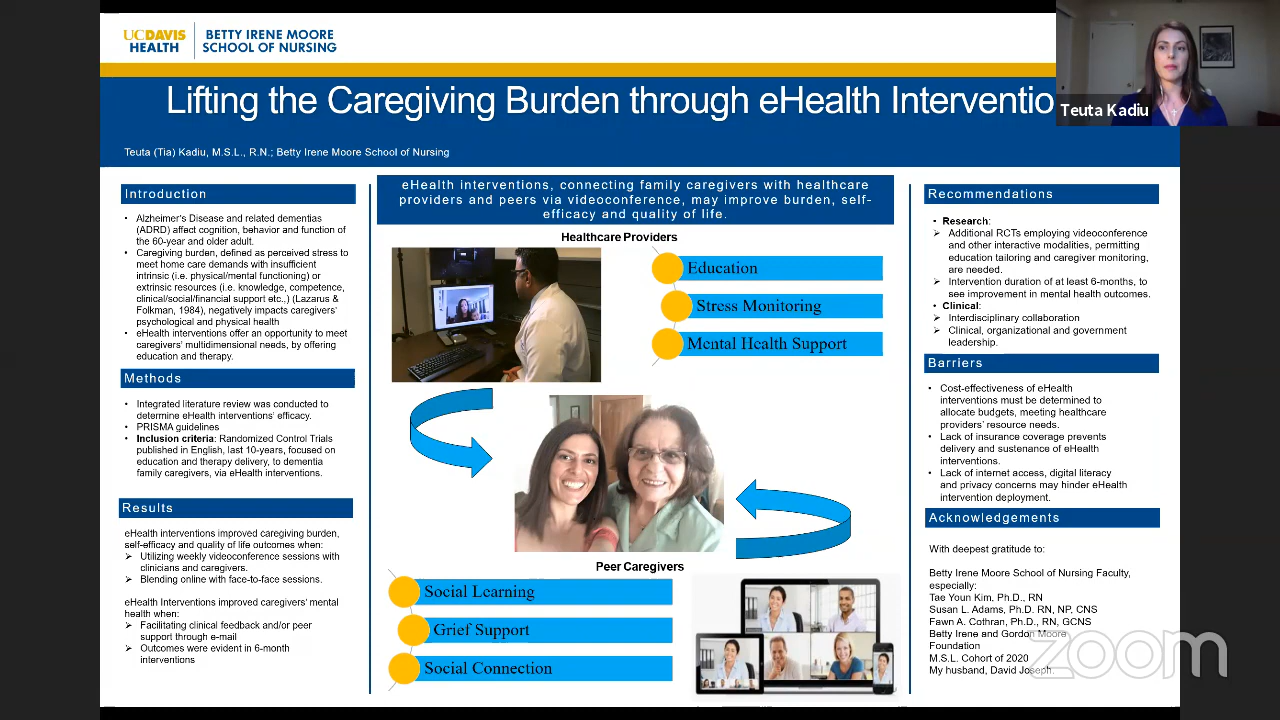 UCDAVIS
HEALTH
BETTY IRENE MOORE
SCHOOL OF NURSING
Teuta Kadiu
Lifting the Caregiving Burden through eHealth Interventio
Teuta (Tia) Kadiu, M.S.L., R.N.; Betty Irene Moore School of Nursing
Introduction
• Alzheimer's Disease and related dementias
(ADRD) affect cognition, behavior and function of
the 60-year and older adult.
• Caregiving burden, defined as perceived stress to
meet home care demands with insufficient
intrinsic (i.e. physical/mental functioning) or
extrinsic resources (i.e. knowledge, competence,
clinical/social/financial support etc.,) (Lazarus &
Folkman, 1984), negatively impacts caregivers'
psychological and physical health
• eHealth interventions offer an opportunity to meet
caregivers' multidimensional needs, by offering
education and therapy.
Methods
• Integrated literature review was conducted to
determine eHealth interventions' efficacy.
• PRISMA guidelines
• Inclusion criteria: Randomized Control Trials
published in English, last 10-years, focused on
education and therapy delivery, to dementia
family caregivers, via eHealth interventions.
Results
eHealth interventions improved caregiving burden,
self-efficacy and quality of life outcomes when:
➢ Utilizing weekly videoconference sessions with
clinicians and caregivers.
➢ Blending online with face-to-face sessions.
eHealth Interventions improved caregivers' mental
health when:
➢ Facilitating clinical feedback and/or peer
support through e-mail
➢ Outcomes were evident in 6-month
interventions
eHealth interventions, connecting family caregivers with healthcare
providers and peers via videoconference, may improve burden, self-
efficacy and quality of life.
Healthcare Providers
Education
Stress Monitoring
Mental Health Support
Peer Caregivers
Social Learning
Grief Support
Social Connection
Recommendations
• Research:
➢ Additional RCTs employing videoconference
and other interactive modalities, permitting
education tailoring and caregiver monitoring,
are needed.
➢ Intervention duration of at least 6-months, to
see improvement in mental health outcomes.
• Clinical:
➢ Interdisciplinary collaboration
➢ Clinical, organizational and government
leadership.
Barriers
• Cost-effectiveness of eHealth
interventions must be determined to
allocate budgets, meeting healthcare
providers' resource needs.
• Lack of insurance coverage prevents
delivery and sustenance of eHealth
interventions.
• Lack of internet access, digital literacy
and privacy concerns may hinder eHealth
intervention deployment.
Acknowledgements
With deepest gratitude to:
Betty Irene Moore School of Nursing Faculty,
especially:
Tae Youn Kim, Ph.D., RN
Susan L. Adams, Ph.D. RN, NP, CNS
Fawn A. Cothran, Ph.D., RN, GCNS
Betty Irene and Gordon Moore
Foundation
M.S.L. Cohort of 2020
My husband, David Joseph.
zoom